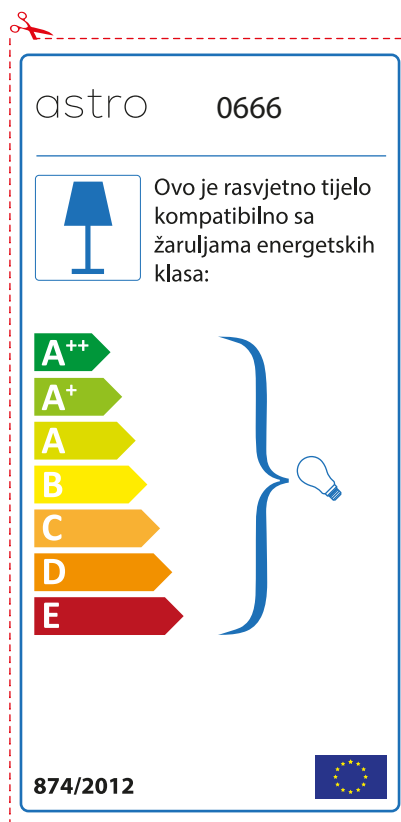 astro 0666
Ovo je rasvjetno tijelo
kompatibilno sa
žaruljama energetskih
klasa:
A++
A+
A
B
C
D
E
874/2012